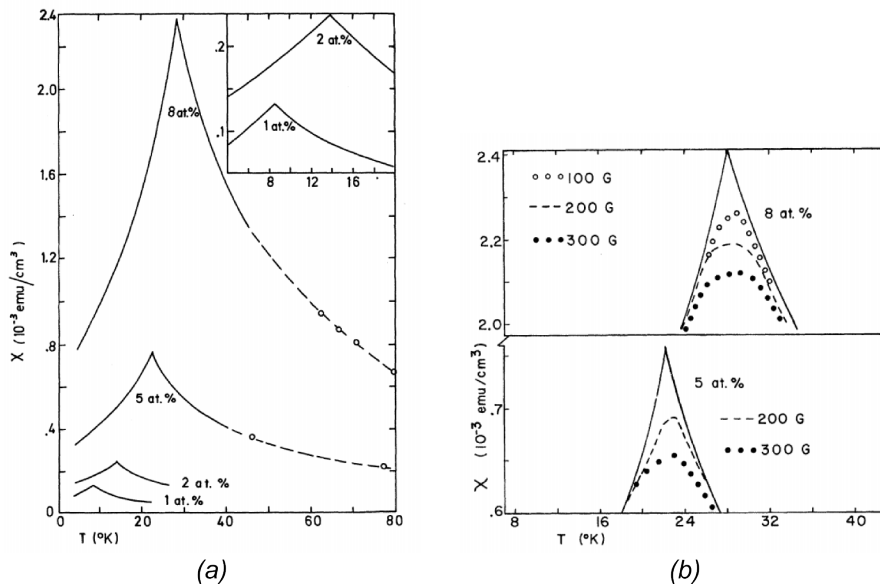 2.4
2.0
1.6
1.2
.8
.4
0
χ (10⁻³ emu/cm³)
8 at.%
5 at.%
2 at.%
1 at.%
0 20 40 60 80
T (°K)
.2
.1
2 at.%
1 at.%
8 12 14 16
(a)
2.4
2.2
2.0
100 G
200 G
300 G
8 at.%
χ (10⁻³ emu/cm³)
.7
.6
5 at.%
200 G
300 G
8 16 24 32 40
T (°K)
(b)